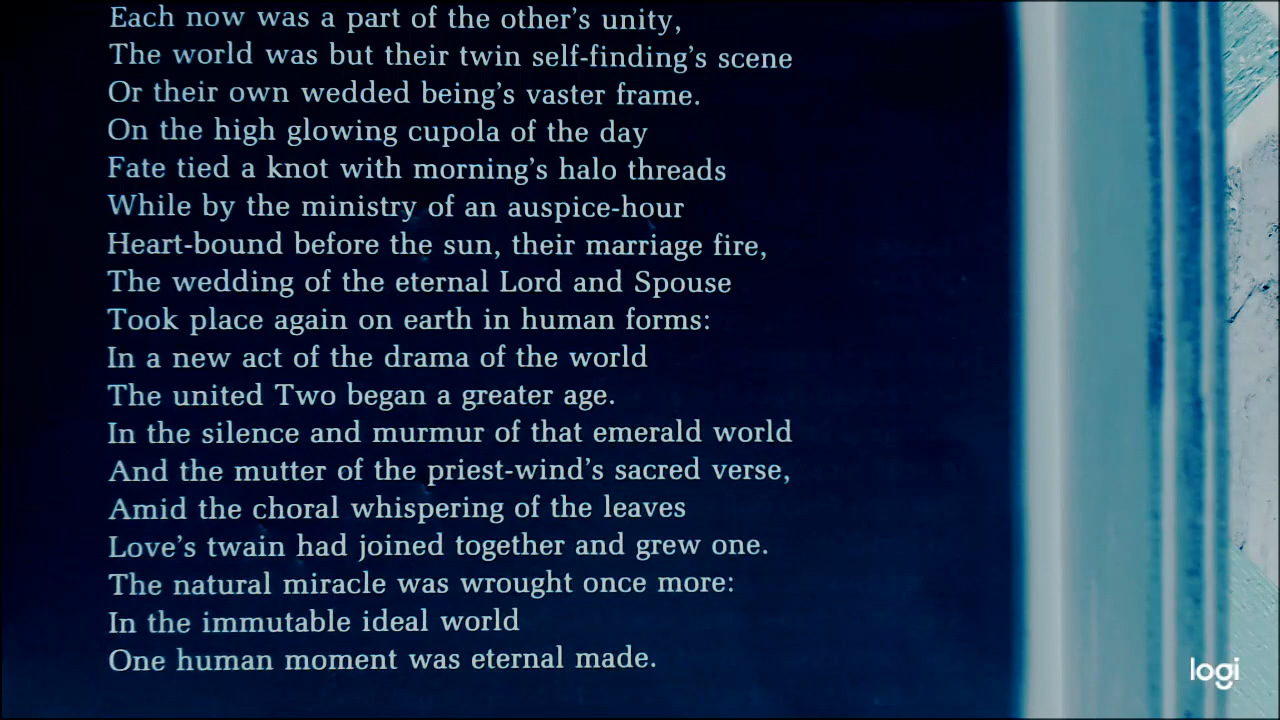 Each now was a part of the other’s unity,
The world was but their twin self-finding’s scene
Or their own wedded being’s vaster frame.
On the high glowing cupola of the day
Fate tied a knot with morning’s halo threads
While by the ministry of an auspice-hour
Heart-bound before the sun, their marriage fire,
The wedding of the eternal Lord and Spouse
Took place again on earth in human forms:
In a new act of the drama of the world
The united Two began a greater age.
In the silence and murmur of that emerald world
And the mutter of the priest-wind’s sacred verse,
Amid the choral whispering of the leaves
Love’s twain had joined together and grew one.
The natural miracle was wrought once more:
In the immutable ideal world
One human moment was eternal made.
logi